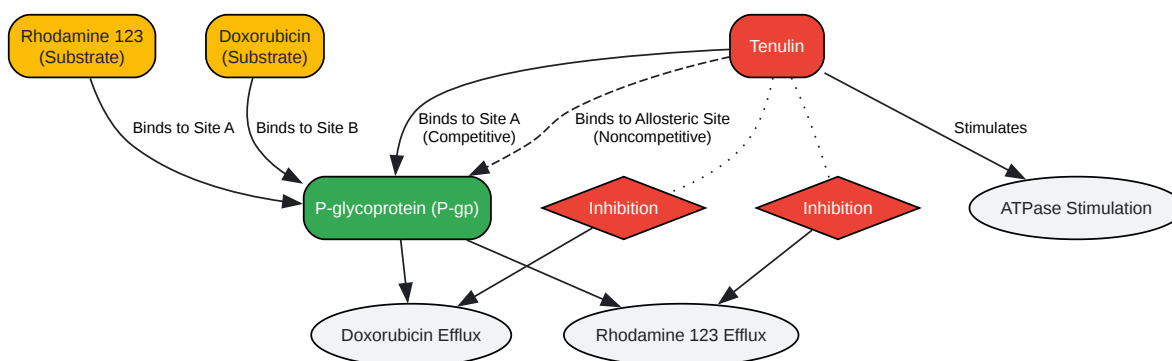 Rhodamine 123
(Substrate)
Doxorubicin
(Substrate)
Tenulin
Binds to Site A
Binds to Site B
Binds to Site A
(Competitive)
Binds to Allosteric Site
(Noncompetitive)
Stimulates
P-glycoprotein (P-gp)
Inhibition
Inhibition
ATPase Stimulation
Doxorubicin Efflux
Rhodamine 123 Efflux